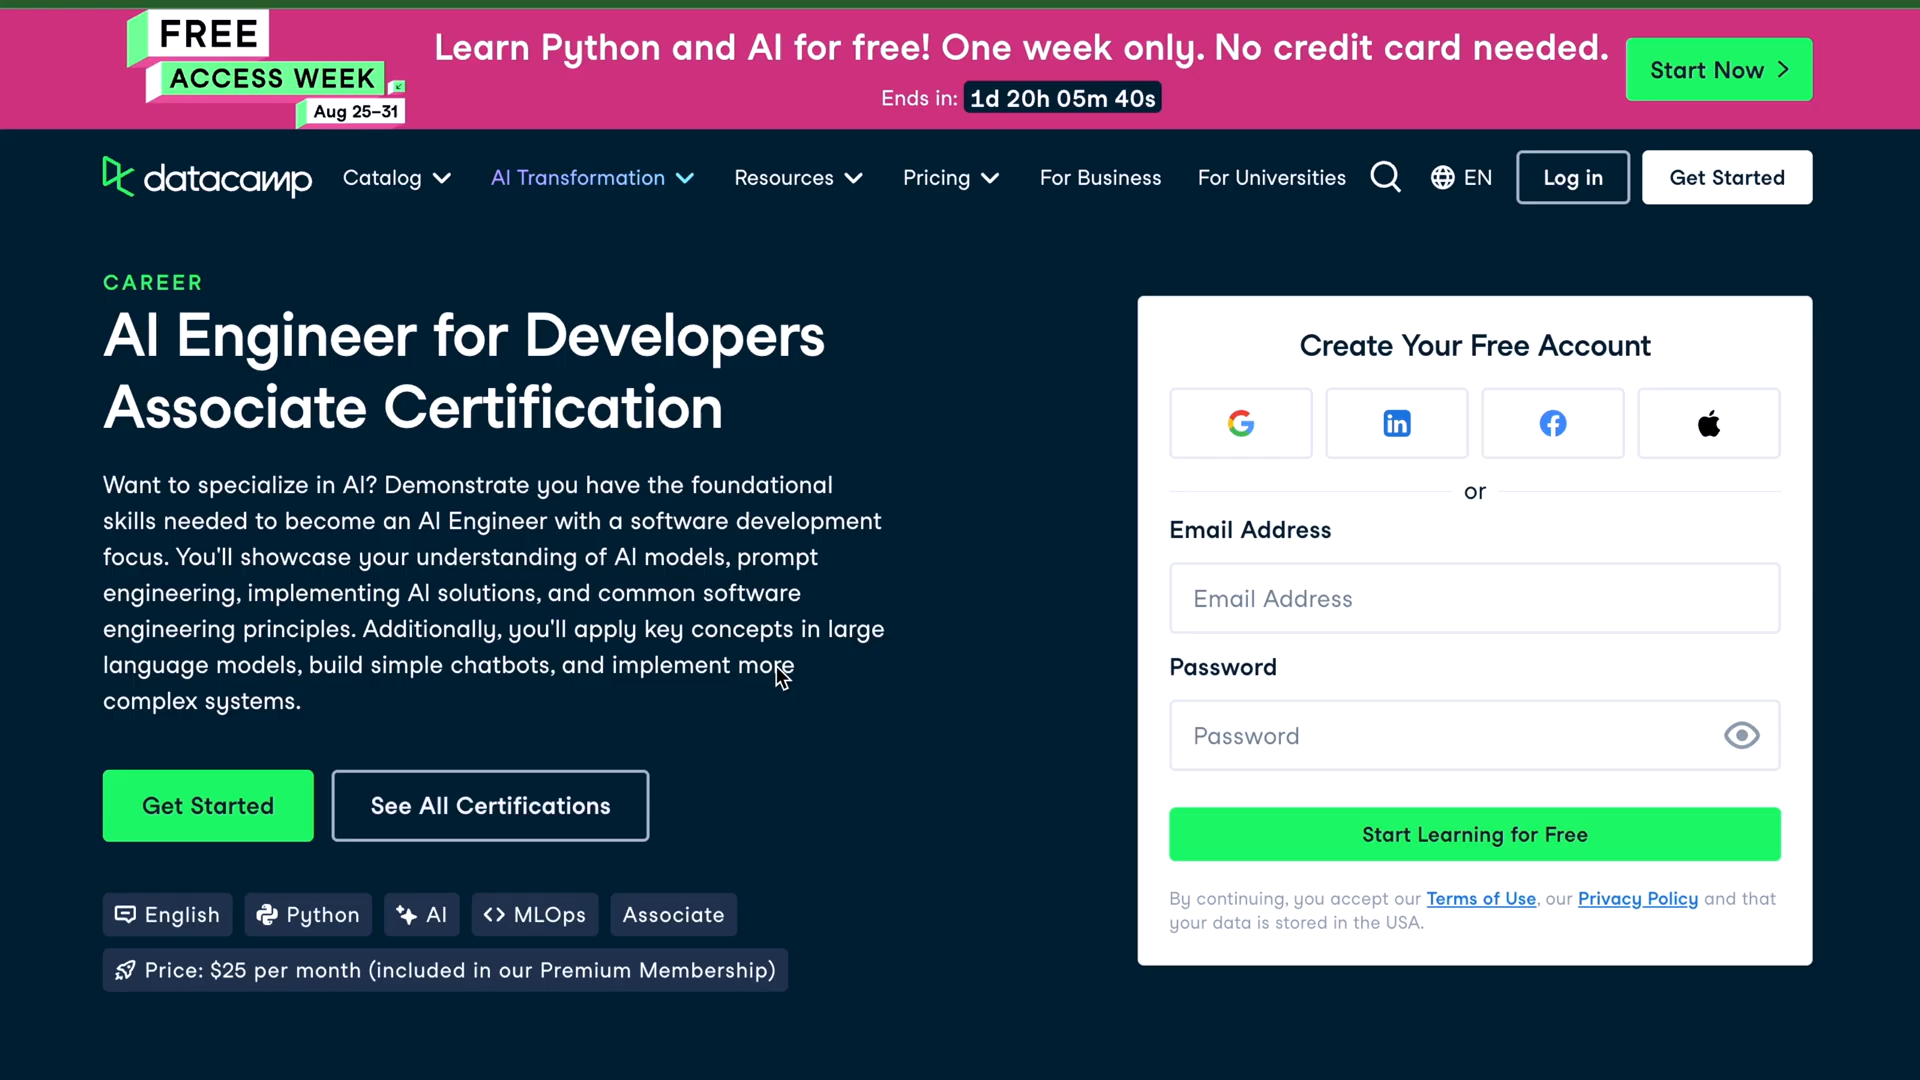 FREE
ACCESS WEEK
Aug 25–31
Learn Python and AI for free! One week only. No credit card needed.
Ends in: 1d 20h 05m 40s
Start Now
datacamp
Catalog
AI Transformation
Resources
Pricing
For Business
For Universities
EN
Log in
Get Started
CAREER
AI Engineer for Developers
Associate Certification
Want to specialize in AI? Demonstrate you have the foundational
skills needed to become an AI Engineer with a software development
focus. You'll showcase your understanding of AI models, prompt
engineering, implementing AI solutions, and common software
engineering principles. Additionally, you'll apply key concepts in large
language models, build simple chatbots, and implement more
complex systems.
Get Started
See All Certifications
English
Python
AI
MLOps
Associate
Price: $25 per month (included in our Premium Membership)
Create Your Free Account
or
Email Address
Email Address
Password
Password
Start Learning for Free
By continuing, you accept our Terms of Use, our Privacy Policy and that
your data is stored in the USA.